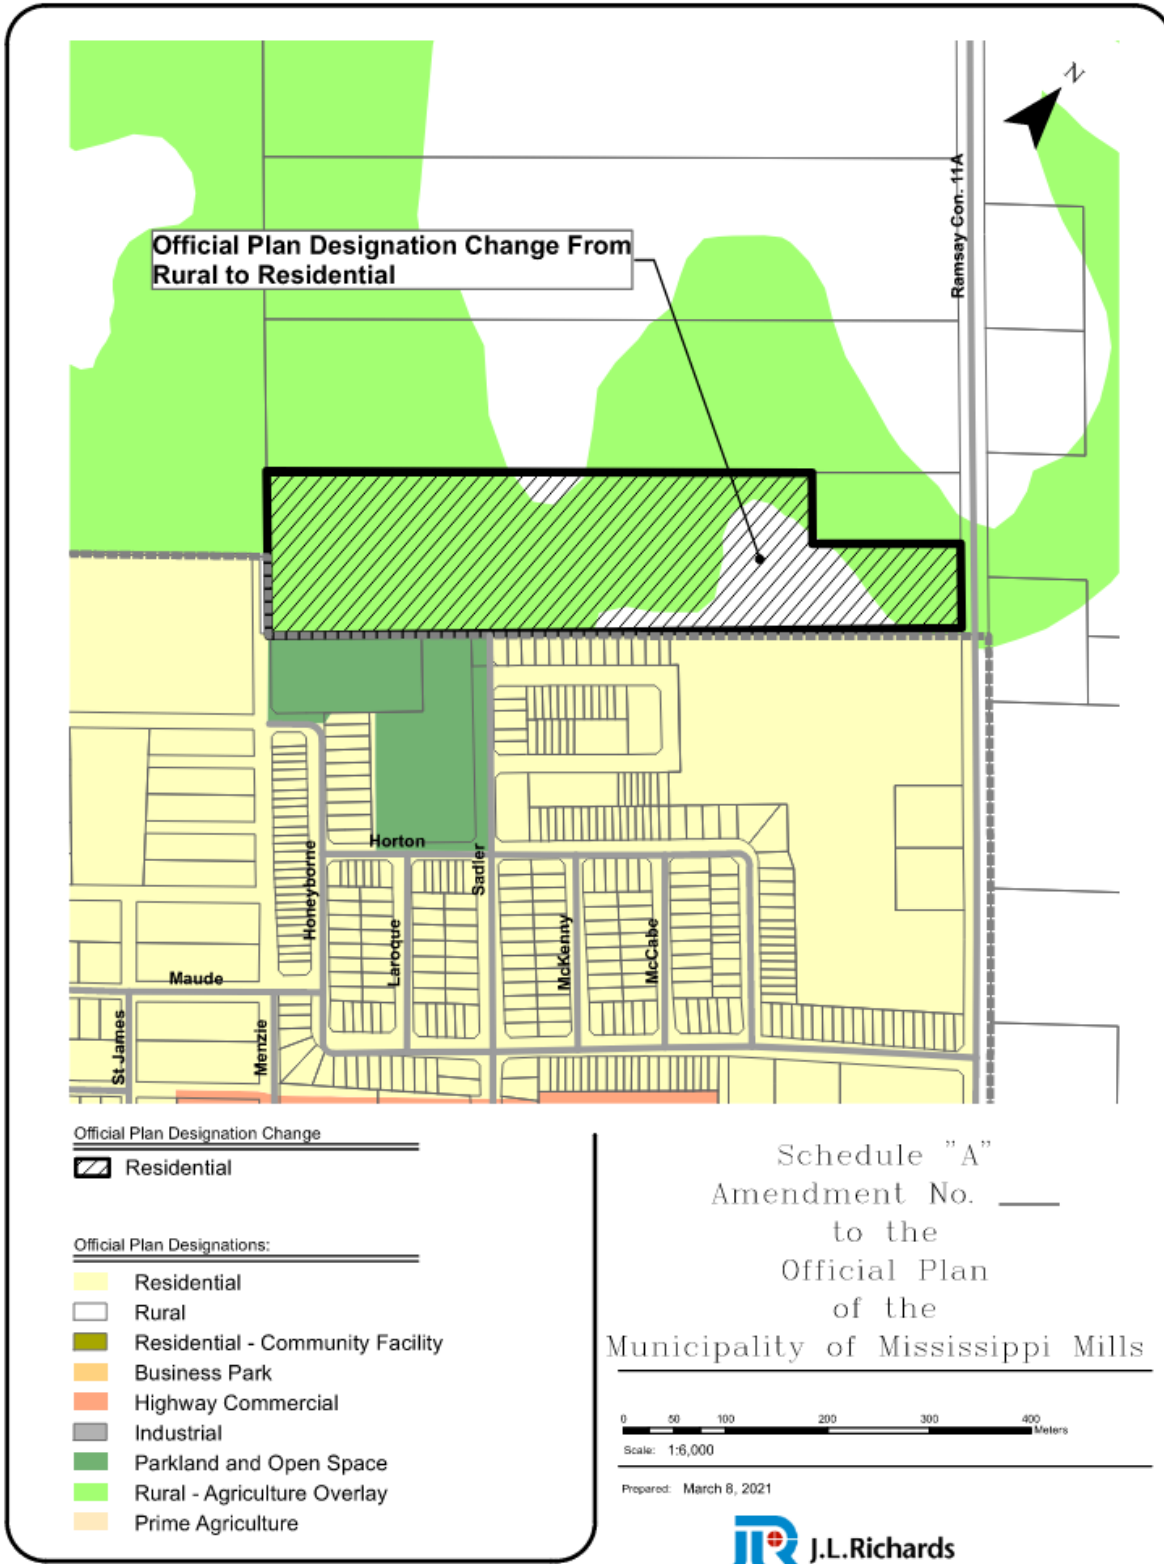 N
Ramsay Con. 11A
Official Plan Designation Change From
Rural to Residential
Horton
Honeyborne
Sadler
Laroque
McKenny
McCabe
Maude
St James
Menzie
Official Plan Designation Change
Residential
Official Plan Designations:
Residential
Rural
Residential - Community Facility
Business Park
Highway Commercial
Industrial
Parkland and Open Space
Rural - Agriculture Overlay
Prime Agriculture
Schedule "A"
Amendment No. ____
to the
Official Plan
of the
Municipality of Mississippi Mills
0 50 100 200 300 400
Meters
Scale: 1:6,000
Prepared: March 8, 2021
J.L.Richards